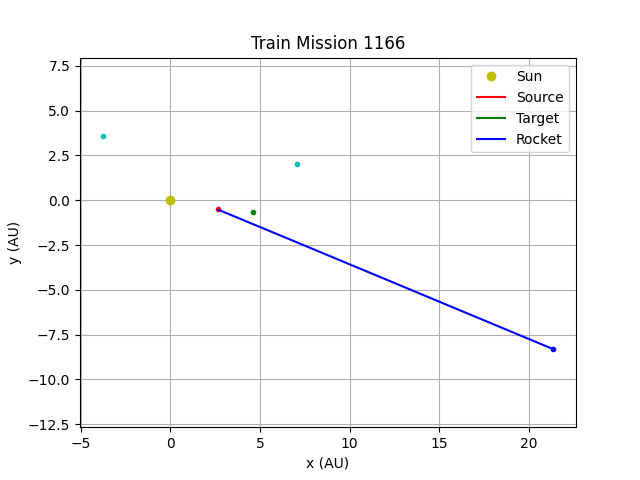 Train Mission 1166
Sun
Source
Target
Rocket
7.5
5.0
2.5
0.0
−2.5
−5.0
−7.5
−10.0
−12.5
y (AU)
−5 0 5 10 15 20
x (AU)